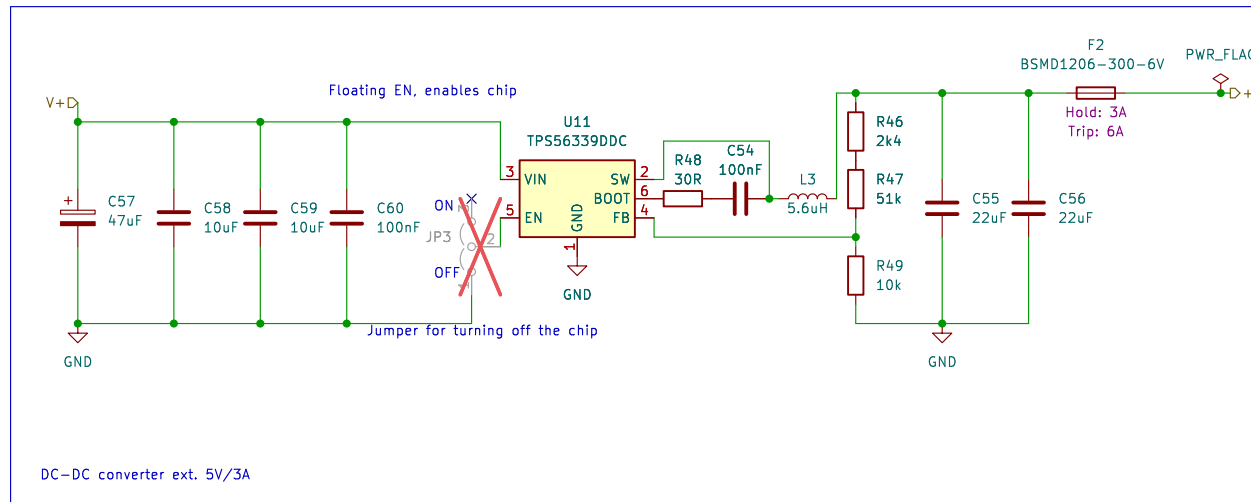 F2
BSMD1206-300-6V
PWR_FLAG
Hold: 3A
Trip: 6A
V+
+
Floating EN, enables chip
U11
TPS56339DDC
3
VIN
SW
2
BOOT
6
5
EN
FB
4
GND
1
GND
R48
30R
C54
100nF
L3
5.6uH
R46
2k4
R47
51k
R49
10k
C55
22uF
C56
22uF
C57
47uF
C58
10uF
C59
10uF
C60
100nF
ON
JP3
2
OFF
Jumper for turning off the chip
GND
GND
DC-DC converter ext. 5V/3A